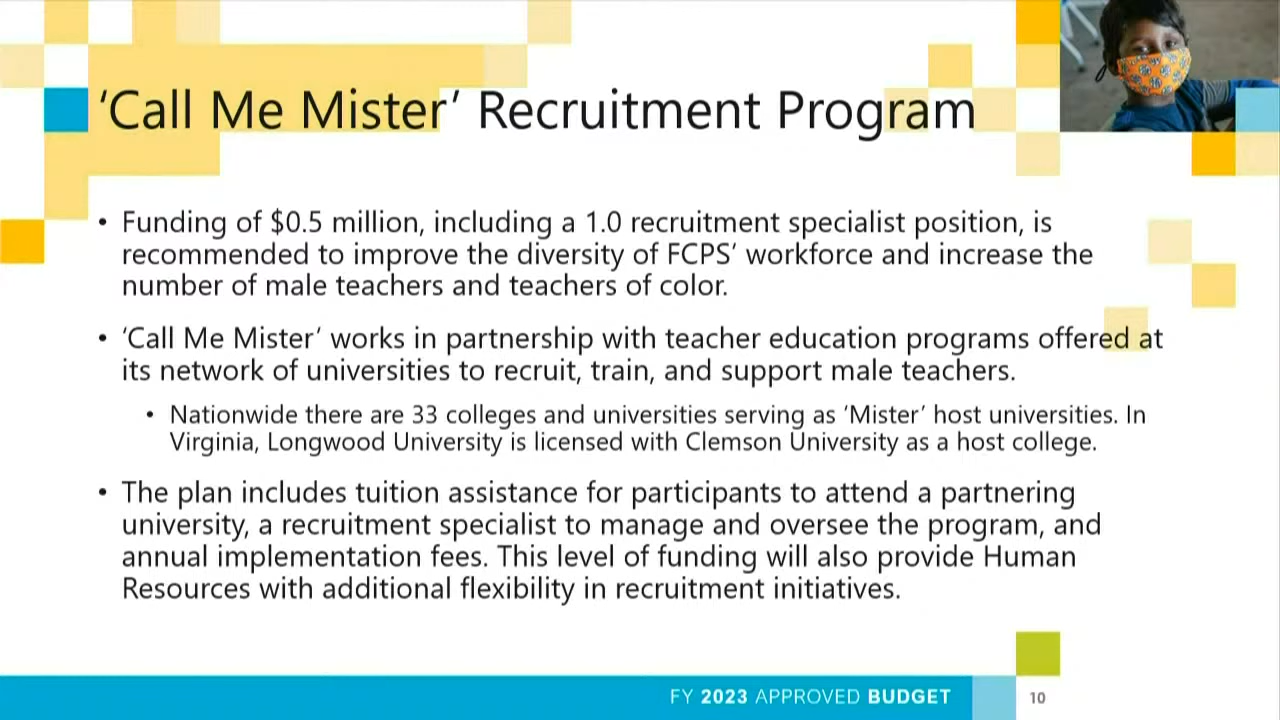 ‘Call Me Mister’ Recruitment Program
• Funding of $0.5 million, including a 1.0 recruitment specialist position, is
recommended to improve the diversity of FCPS’ workforce and increase the
number of male teachers and teachers of color.
• ‘Call Me Mister’ works in partnership with teacher education programs offered at
its network of universities to recruit, train, and support male teachers.
• Nationwide there are 33 colleges and universities serving as ‘Mister’ host universities. In
Virginia, Longwood University is licensed with Clemson University as a host college.
• The plan includes tuition assistance for participants to attend a partnering
university, a recruitment specialist to manage and oversee the program, and
annual implementation fees. This level of funding will also provide Human
Resources with additional flexibility in recruitment initiatives.
FY 2023 APPROVED BUDGET 10